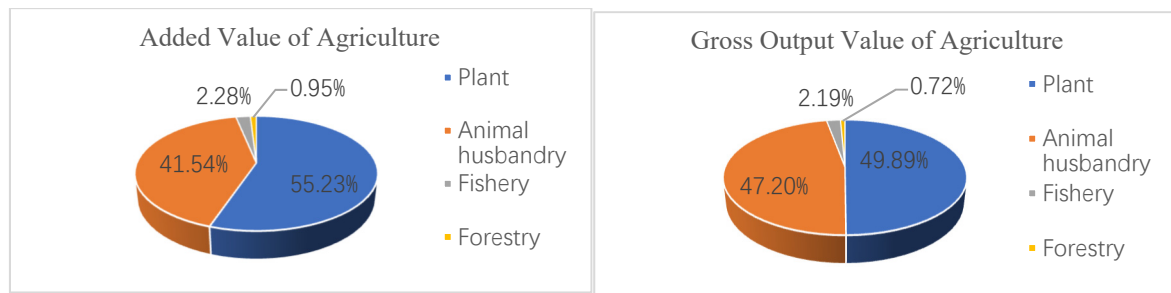 Added Value of Agriculture
2.28%
0.95%
41.54%
55.23%
Plant
Animal
husbandry
Fishery
Forestry
Gross Output Value of Agriculture
2.19%
0.72%
47.20%
49.89%
Plant
Animal
husbandry
Fishery
Forestry